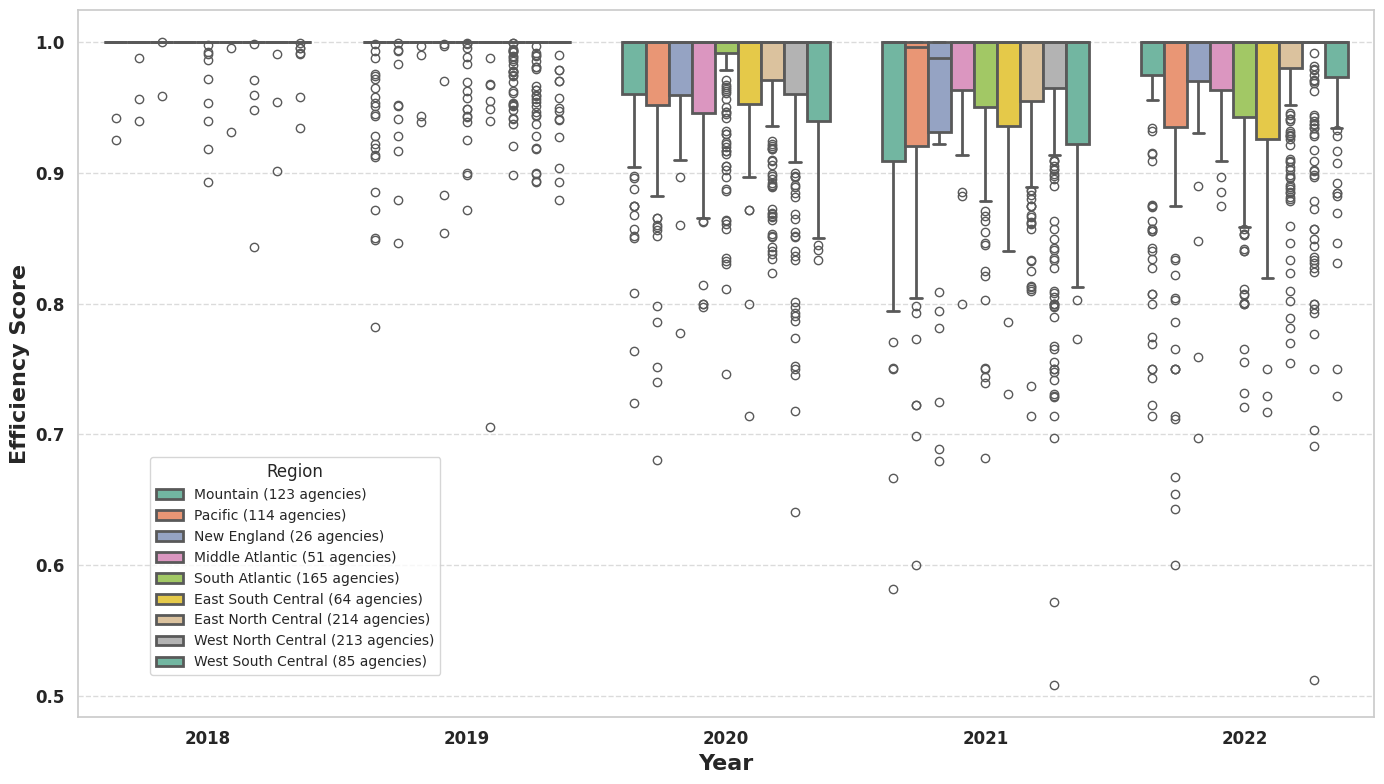 1.0
0.9
0.8
0.7
0.6
0.5
Efficiency Score
Region
Mountain (123 agencies)
Pacific (114 agencies)
New England (26 agencies)
Middle Atlantic (51 agencies)
South Atlantic (165 agencies)
East South Central (64 agencies)
East North Central (214 agencies)
West North Central (213 agencies)
West South Central (85 agencies)
2018 2019 2020 2021 2022
Year